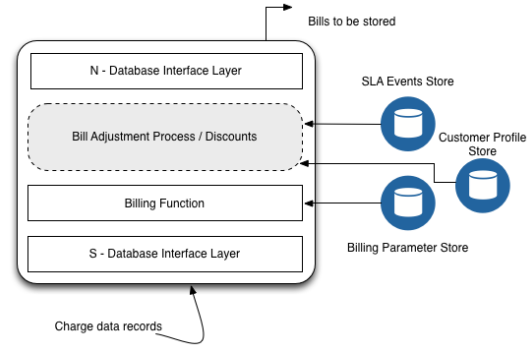 Bills to be stored
N - Database Interface Layer
SLA Events Store
Bill Adjustment Process / Discounts
Customer Profile
Store
Billing Function
Billing Parameter Store
S - Database Interface Layer
Charge data records